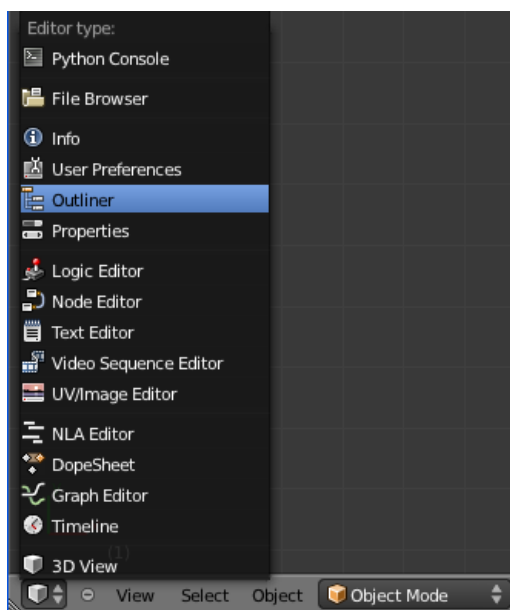 Editor type:
Python Console
File Browser
Info
User Preferences
Outliner
Properties
Logic Editor
Node Editor
Text Editor
Video Sequence Editor
UV/Image Editor
NLA Editor
DopeSheet
Graph Editor
Timeline
(1)
3D View
View Select Object Object Mode